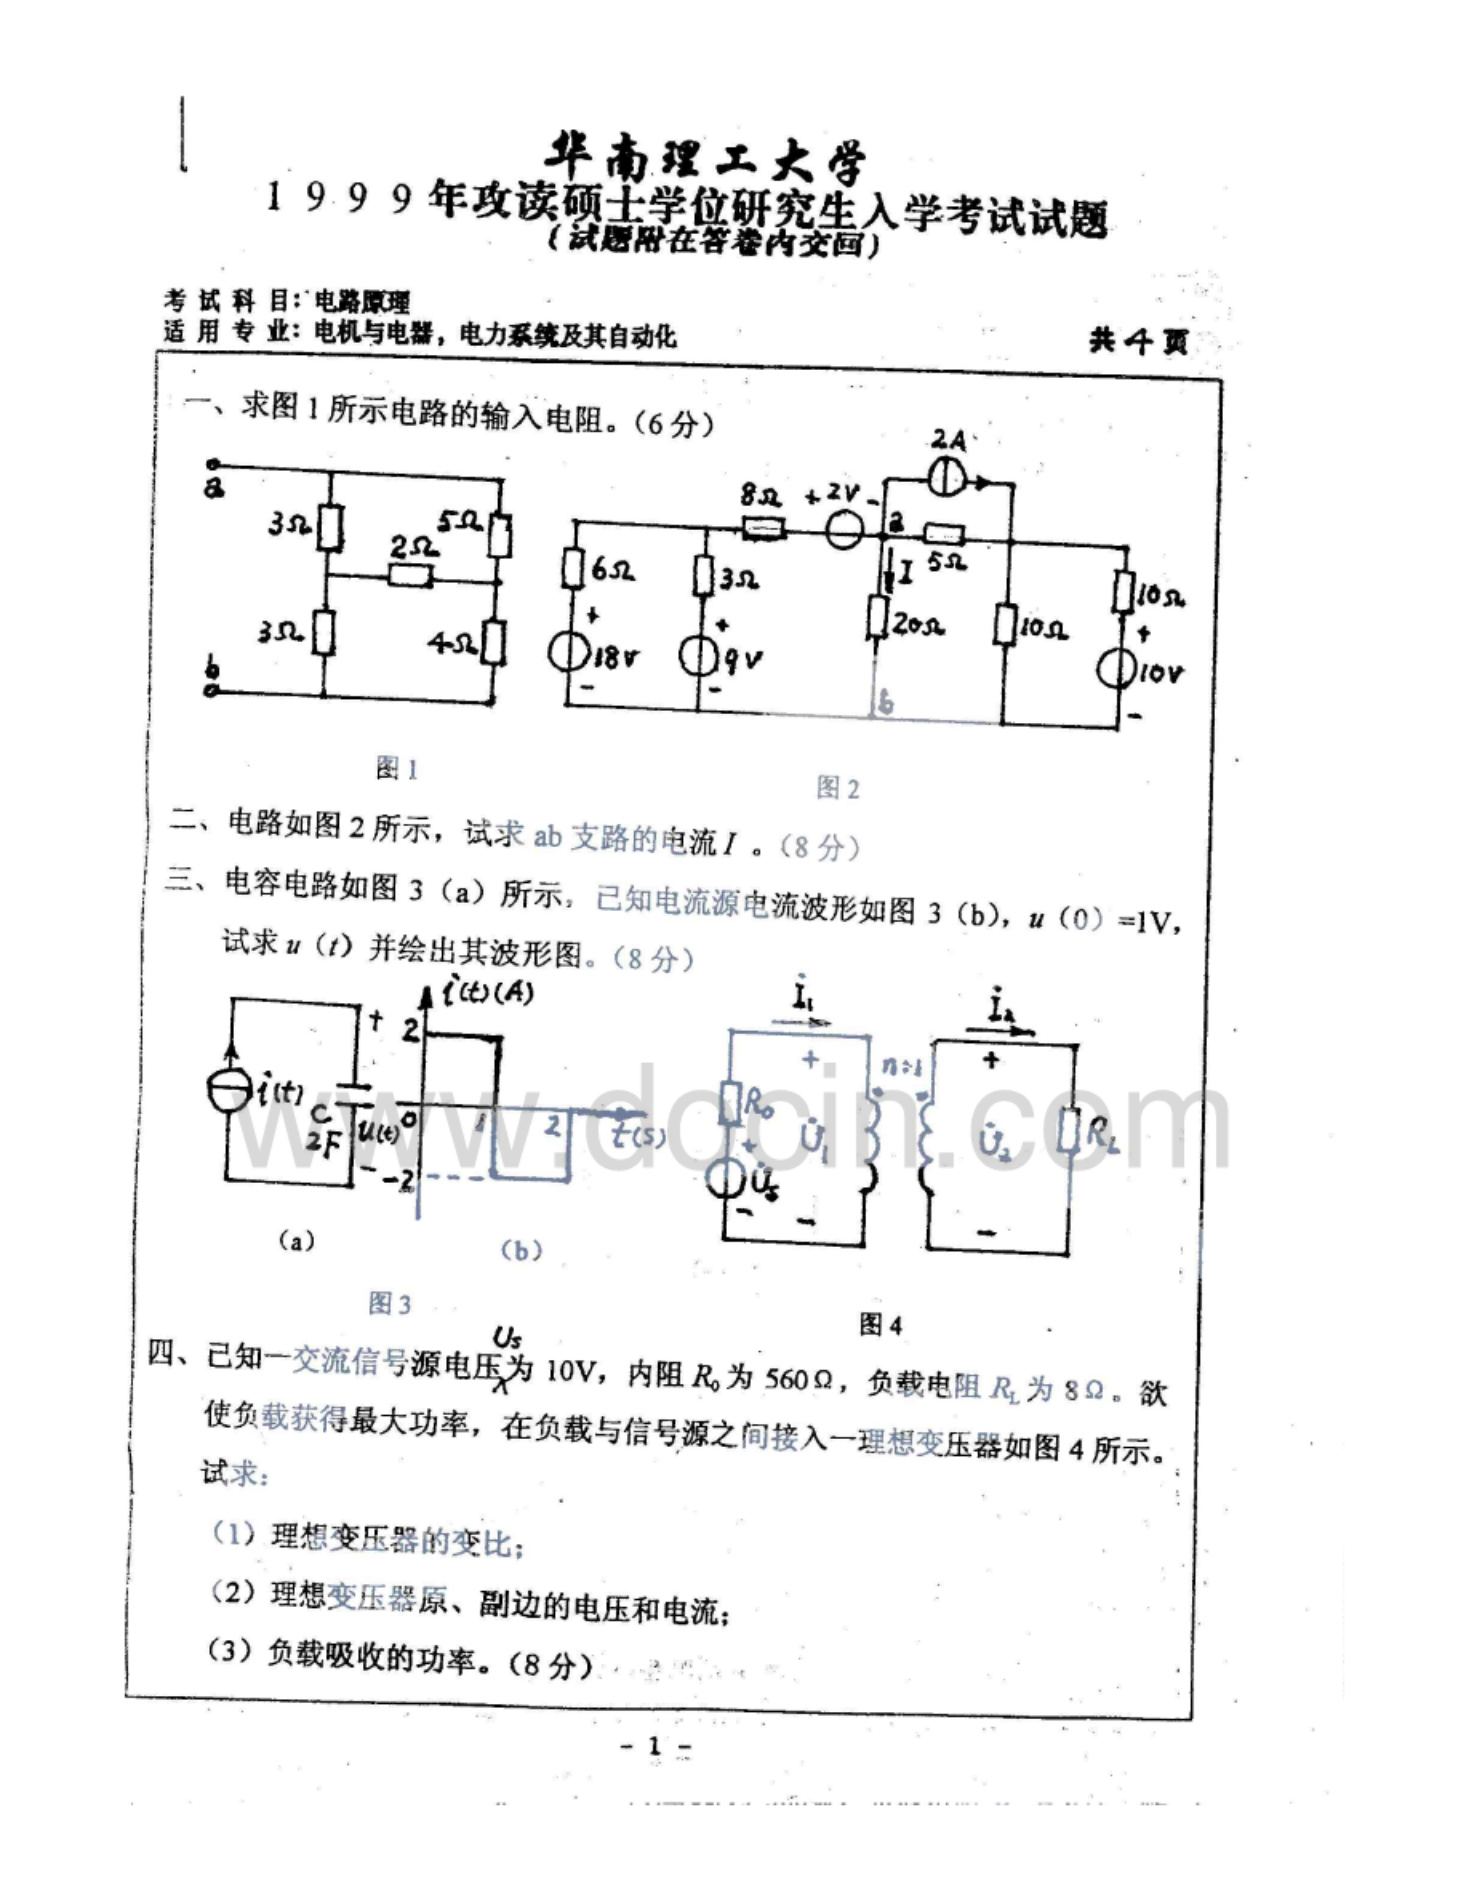 华南理工大学
1999年攻读硕士学位研究生入学考试试题
(试题附在答卷内交回)
考试科目：电路原理
适用专业：电机与电器，电力系统及其自动化
共4页
一、求图1所示电路的输入电阻。(6分)
a
3Ω
5Ω
2Ω
3Ω
4Ω
b
图1
2A
8Ω
+ 2V -
a
5Ω
6Ω
3Ω
I
20Ω
10Ω
10Ω
+
18V
-
+
9V
-
+
10V
-
b
图2
二、电路如图2所示，试求ab支路的电流I。(8分)
三、电容电路如图3（a）所示，已知电流源电流波形如图3（b），u（0）=1V，
试求u（t）并绘出其波形图。(8分)
i(t)
C
2F
+
u(t)
-
(a)
i(t)(A)
2
0
1
2
t(s)
-2
(b)
图3
İ₁
İ₂
n:1
R₀
+
U̇s
-
+
U̇₁
-
+
U̇₂
-
R_L
图4
四、已知一交流信号源电压Us为10V，内阻R₀为560Ω，负载电阻R_L为8Ω。欲
使负载获得最大功率，在负载与信号源之间接入一理想变压器如图4所示。
试求：
（1）理想变压器的变比；
（2）理想变压器原、副边的电压和电流；
（3）负载吸收的功率。(8分)
- 1 -
www.docin.com